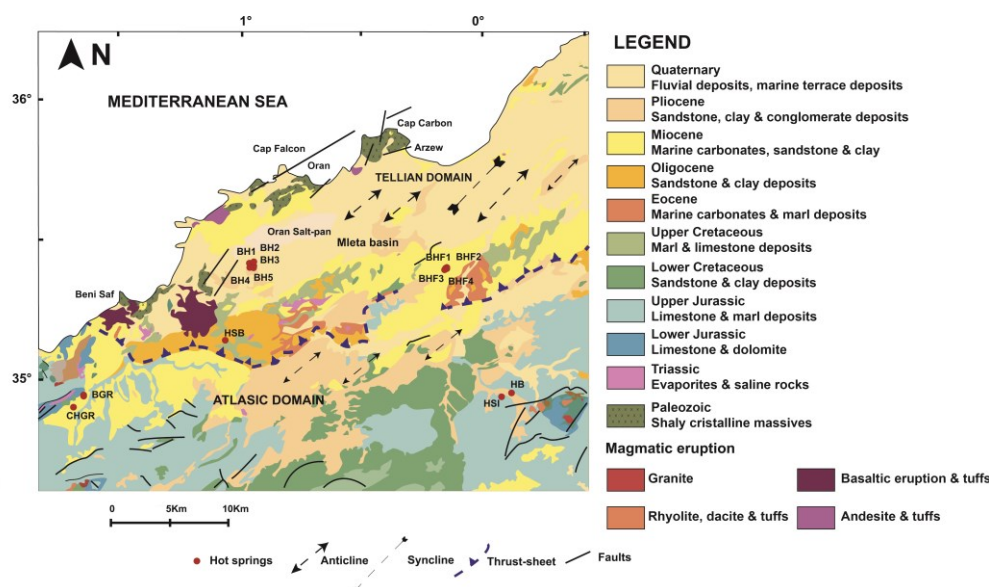 1°
0°
N
36°
MEDITERRANEAN SEA
Cap Carbon
Cap Falcon
Arzew
Oran
TELLIAN DOMAIN
Oran Salt-pan
Mleta basin
BH1
BH2
BH3
BH4
BH5
BHF1
BHF2
BHF3
BHF4
Beni Saf
HSB
35°
BGR
CHGR
ATLASIC DOMAIN
HB
HSI
0
5Km
10Km
LEGEND
Quaternary
Fluvial deposits, marine terrace deposits
Pliocene
Sandstone, clay & conglomerate deposits
Miocene
Marine carbonates, sandstone & clay
Oligocene
Sandstone & clay deposits
Eocene
Marine carbonates & marl deposits
Upper Cretaceous
Marl & limestone deposits
Lower Cretaceous
Sandstone & clay deposits
Upper Jurassic
Limestone & marl deposits
Lower Jurassic
Limestone & dolomite
Triassic
Evaporites & saline rocks
Paleozoic
Shaly cristalline massives
Magmatic eruption
Granite
Basaltic eruption & tuffs
Rhyolite, dacite & tuffs
Andesite & tuffs
Hot springs
Anticline
Syncline
Thrust-sheet
Faults